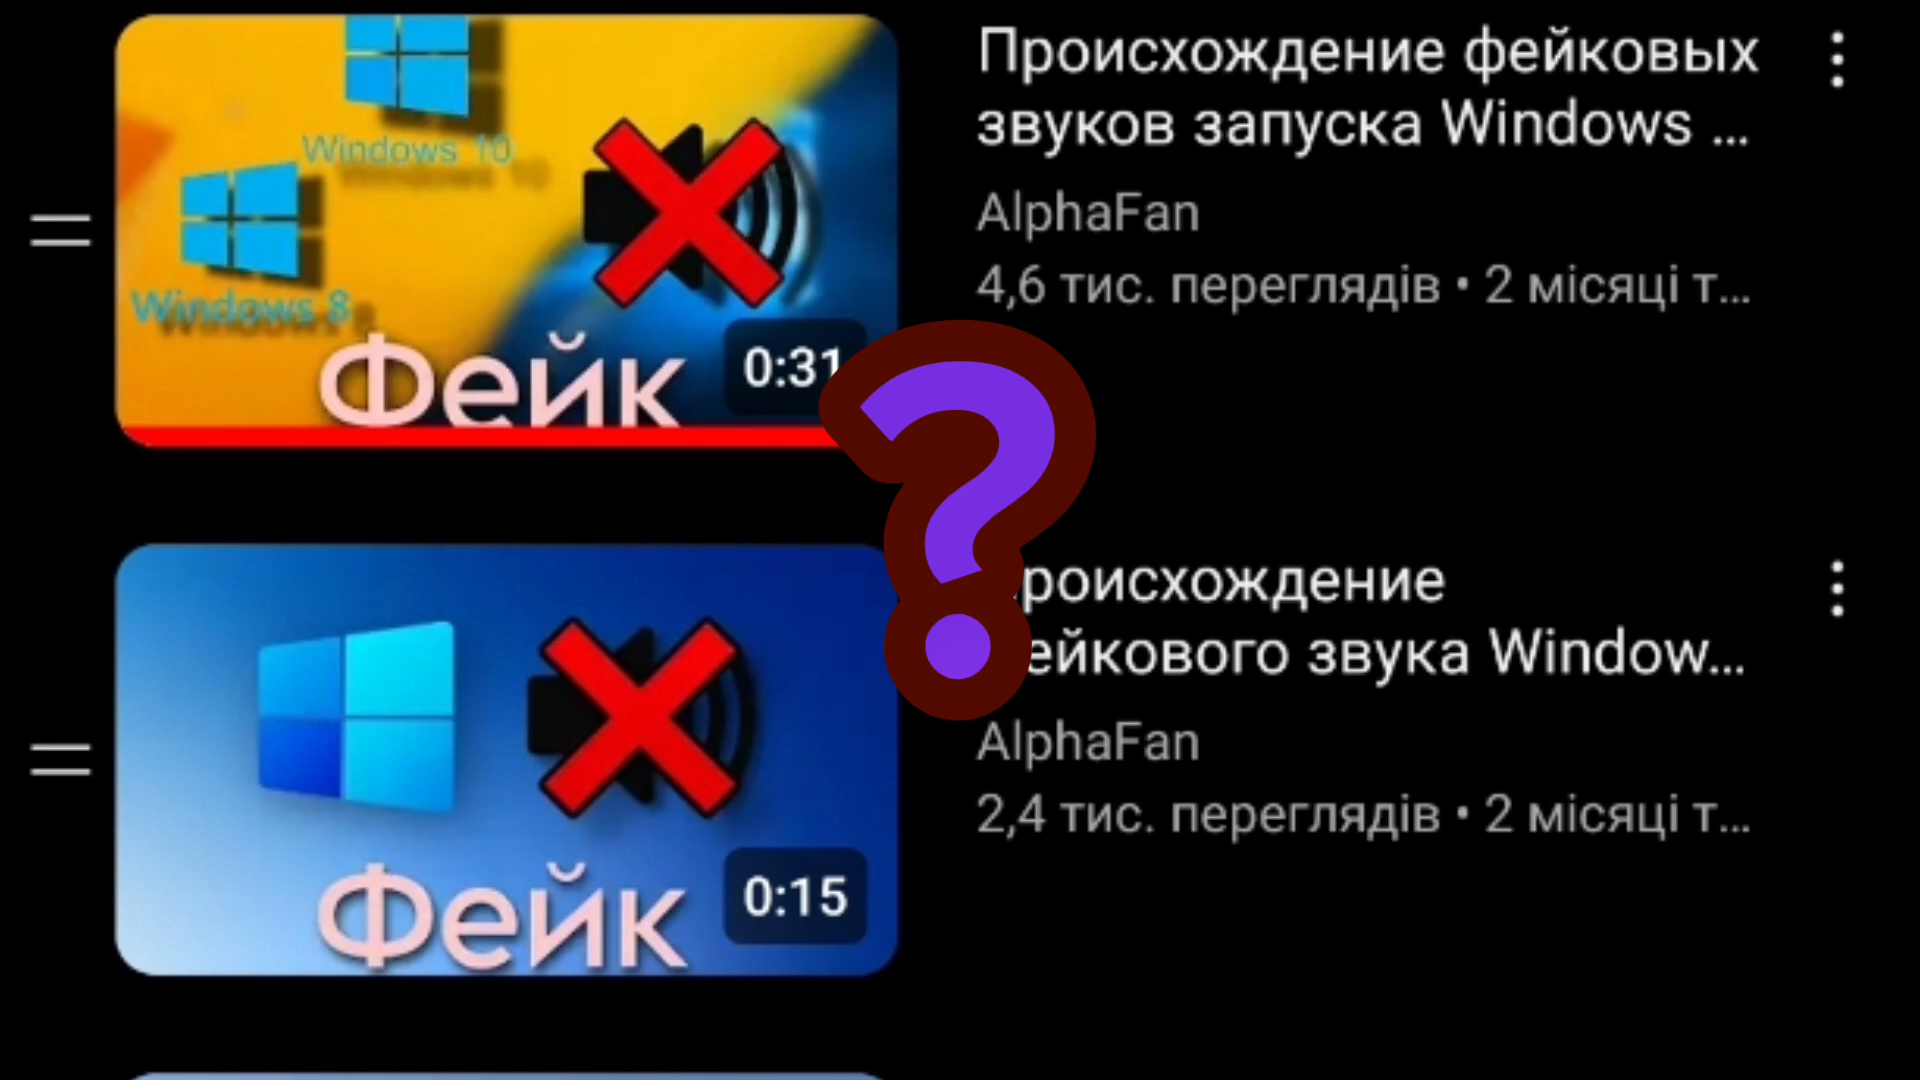 Windows 10
Windows 8
Фейк
0:31
Происхождение фейковых
звуков запуска Windows ...
AlphaFan
4,6 тис. переглядів • 2 місяці т...
?
Фейк
0:15
роисхождение
ейкового звука Window...
AlphaFan
2,4 тис. переглядів • 2 місяці т...